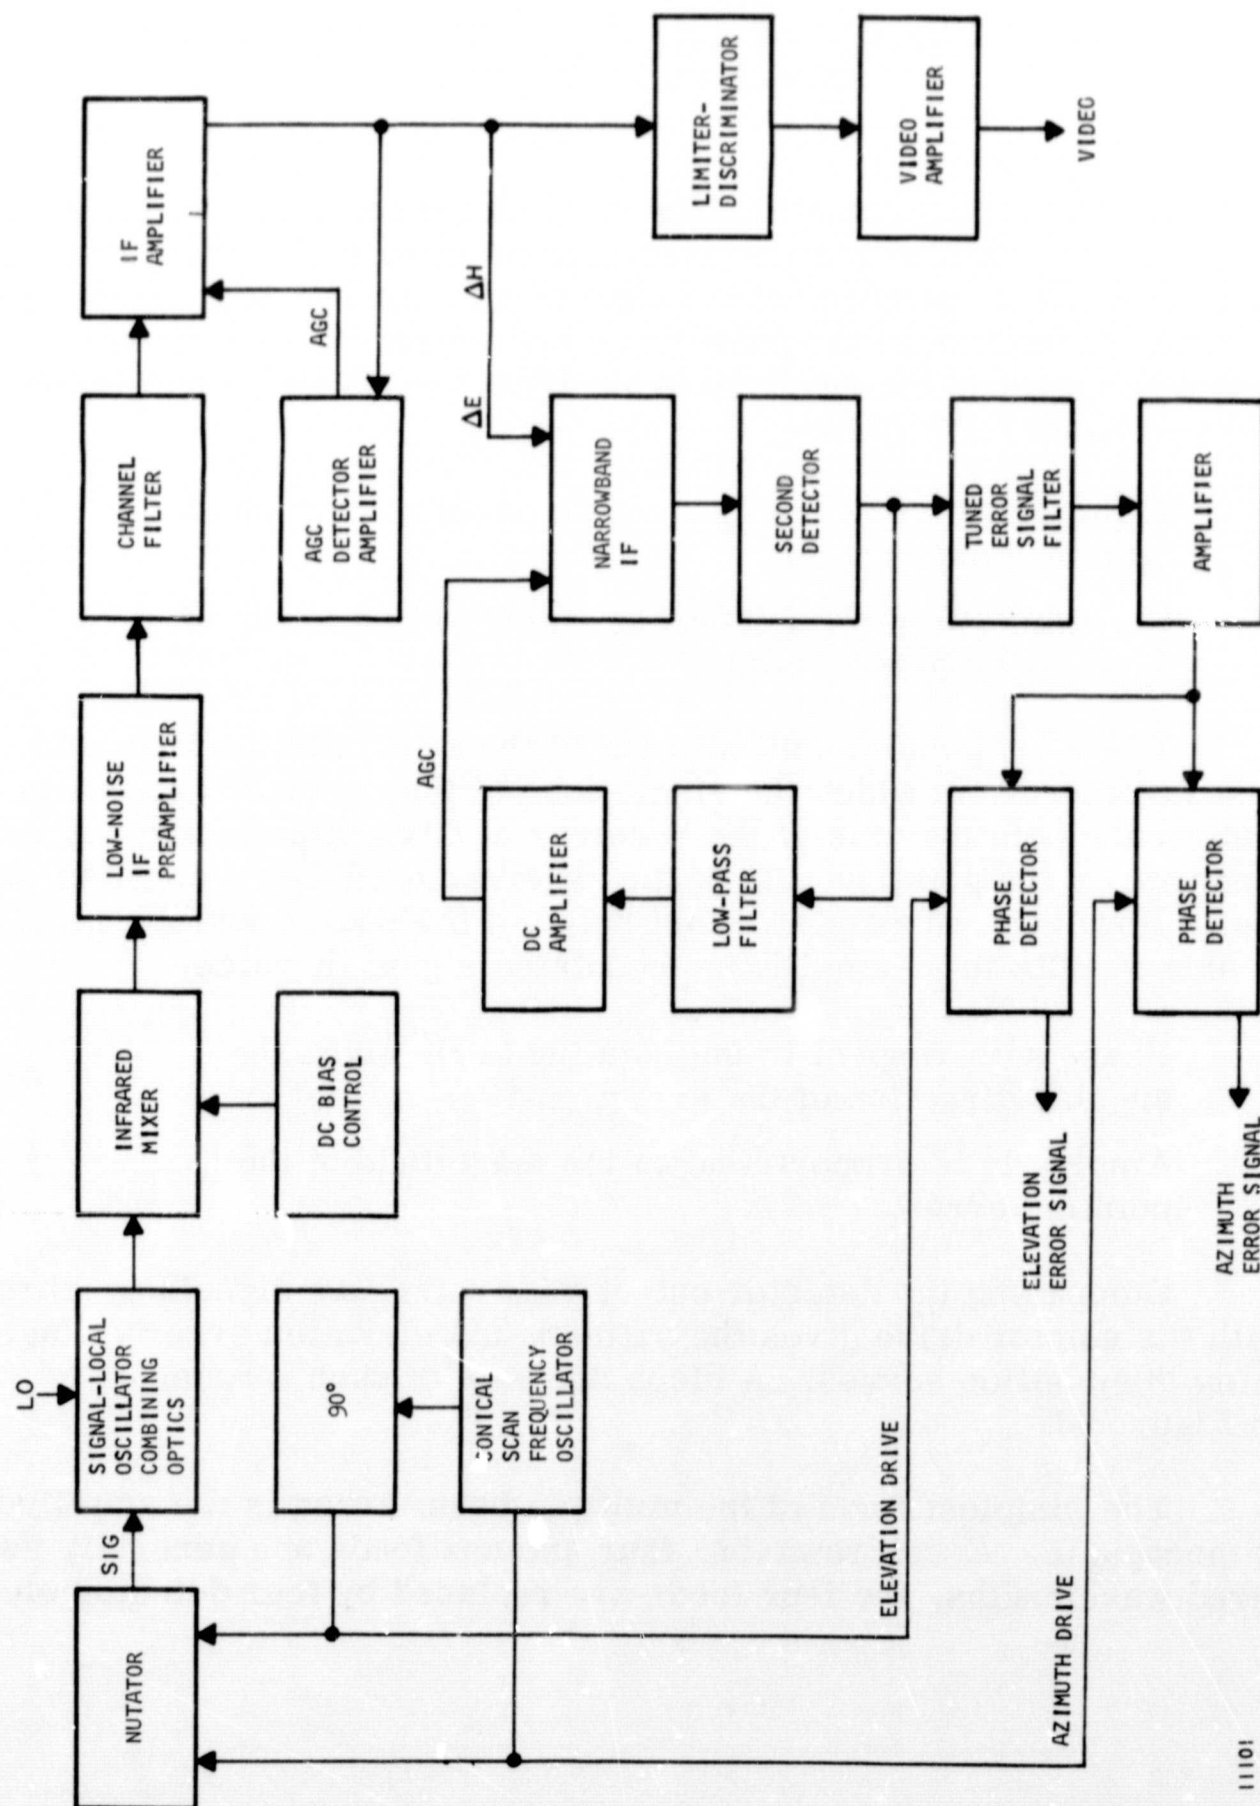 NUTATOR
SIG
LO
SIGNAL-LOCAL
OSCILLATOR
COMBINING
OPTICS
INFRARED
MIXER
LOW-NOISE
IF
PREAMPLIFIER
CHANNEL
FILTER
IF
AMPLIFIER
90°
DC BIAS
CONTROL
AGC
DETECTOR
AMPLIFIER
AGC
ONICAL
SCAN
FREQUENCY
OSCILLATOR
AGC
ΔE
ΔH
DC
AMPLIFIER
NARROWBAND
IF
LIMITER-
DISCRIMINATOR
LOW-PASS
FILTER
SECOND
DETECTOR
VIDEO
AMPLIFIER
VIDEO
ELEVATION DRIVE
PHASE
DETECTOR
TUNED
ERROR
SIGNAL
FILTER
ELEVATION
ERROR SIGNAL
AZIMUTH DRIVE
PHASE
DETECTOR
AMPLIFIER
AZIMUTH
ERROR SIGNAL
11101